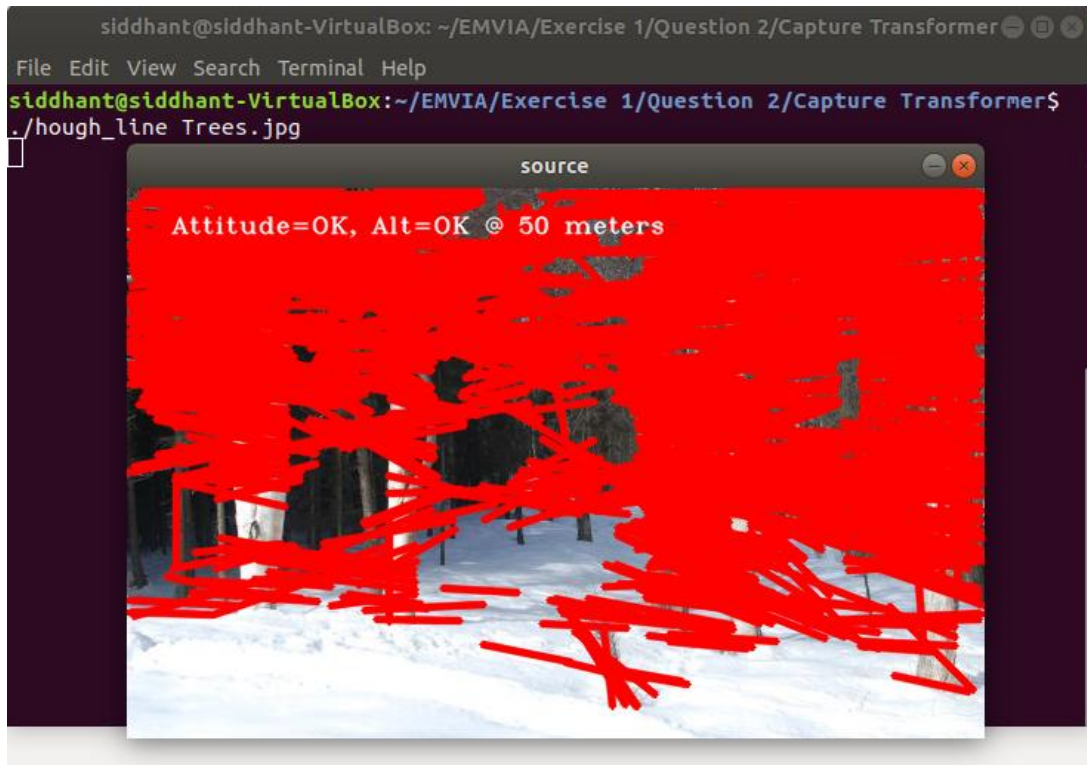 siddhant@siddhant-VirtualBox: ~/EMVIA/Exercise 1/Question 2/Capture Transformer
File Edit View Search Terminal Help
siddhant@siddhant-VirtualBox:~/EMVIA/Exercise 1/Question 2/Capture Transformer$
./hough_line Trees.jpg
source
Attitude=OK, Alt=OK @ 50 meters